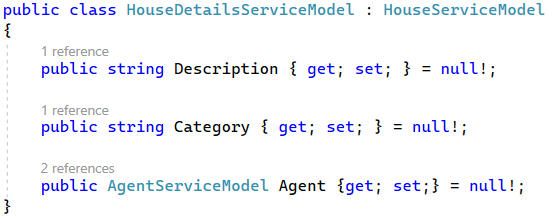 public class HouseDetailsServiceModel : HouseServiceModel
{
1 reference
public string Description { get; set; } = null!;
1 reference
public string Category { get; set; } = null!;
2 references
public AgentServiceModel Agent {get; set;} = null!;
}